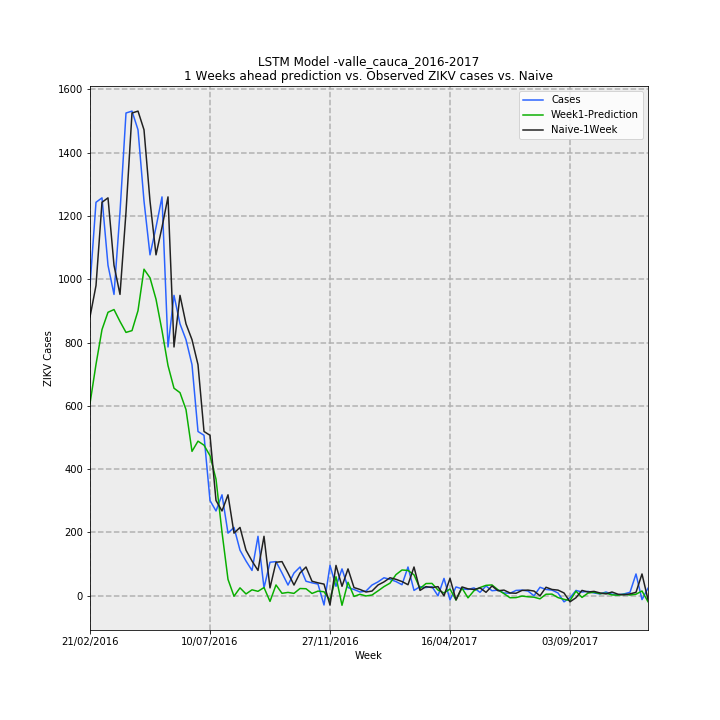 LSTM Model -valle_cauca_2016-2017
1 Weeks ahead prediction vs. Observed ZIKV cases vs. Naive
Cases
Week1-Prediction
Naive-1Week
1600
1400
1200
1000
800
600
400
200
0
ZIKV Cases
21/02/2016 10/07/2016 27/11/2016 16/04/2017 03/09/2017
Week